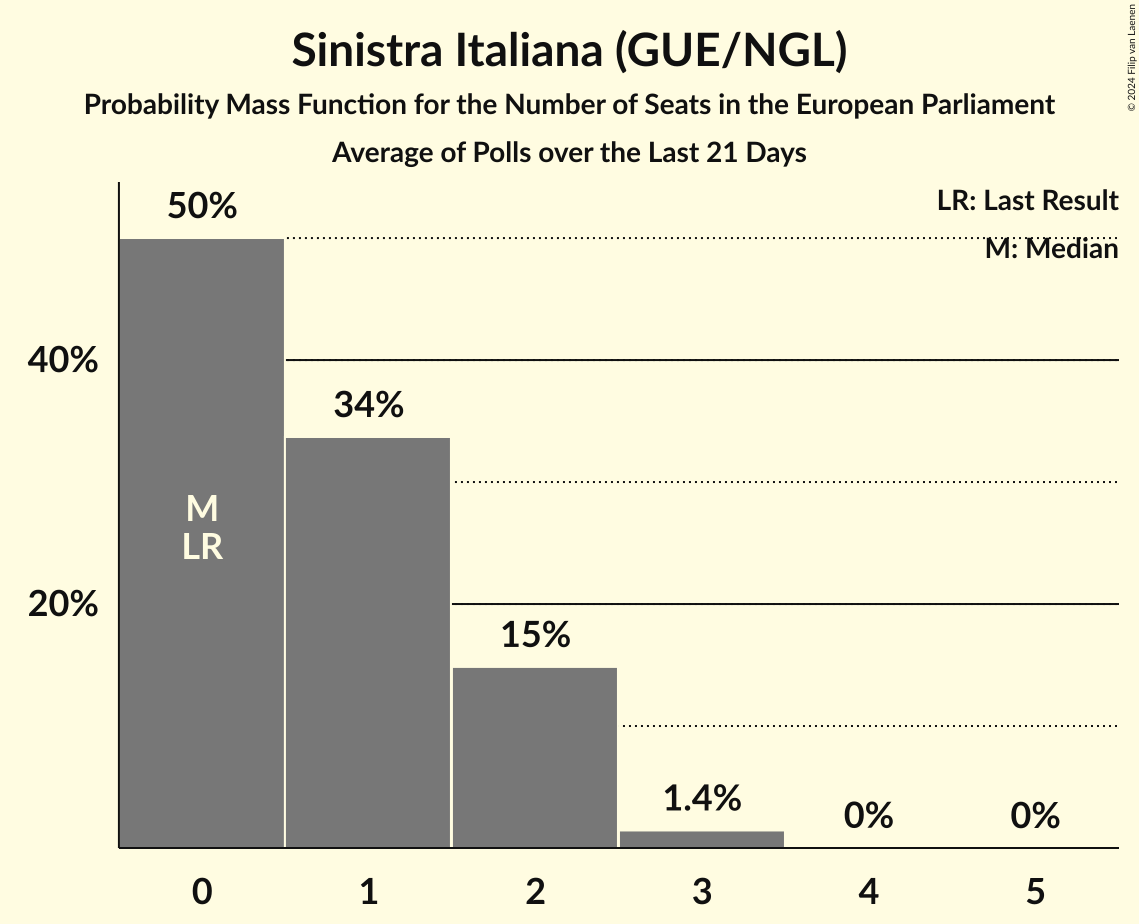 Sinistra Italiana (GUE/NGL)
Probability Mass Function for the Number of Seats in the European Parliament
Average of Polls over the Last 21 Days
© 2024 Filip van Laenen
LR: Last Result
M: Median
50%
40%
34%
M
LR
20%
15%
1.4%
0%
0%
0
1
2
3
4
5